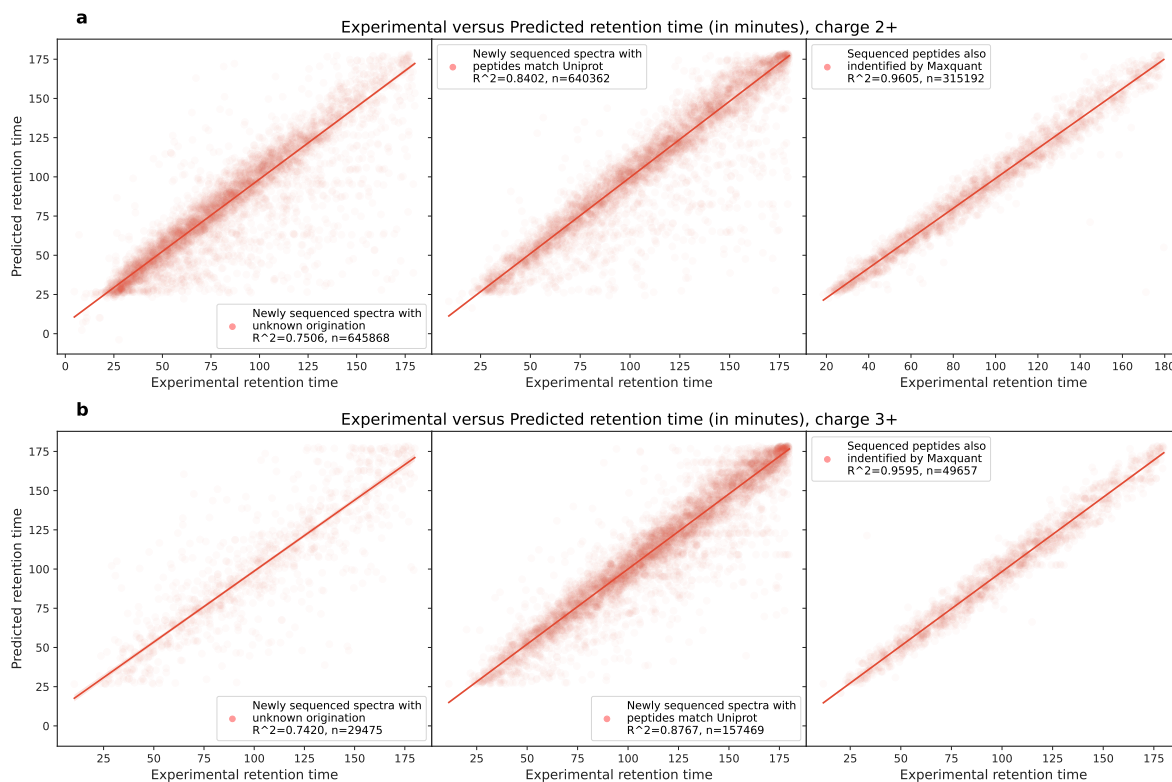 a
Experimental versus Predicted retention time (in minutes), charge 2+
Predicted retention time
175
150
125
100
75
50
25
0
Newly sequenced spectra with
unknown origination
R^2=0.7506, n=645868
Newly sequenced spectra with
peptides match Uniprot
R^2=0.8402, n=640362
Sequenced peptides also
indentified by Maxquant
R^2=0.9605, n=315192
0 25 50 75 100 125 150 175
25 50 75 100 125 150 175
20 40 60 80 100 120 140 160 180
Experimental retention time
Experimental retention time
Experimental retention time
b
Experimental versus Predicted retention time (in minutes), charge 3+
Predicted retention time
175
150
125
100
75
50
25
0
Newly sequenced spectra with
unknown origination
R^2=0.7420, n=29475
Newly sequenced spectra with
peptides match Uniprot
R^2=0.8767, n=157469
Sequenced peptides also
indentified by Maxquant
R^2=0.9595, n=49657
25 50 75 100 125 150 175
25 50 75 100 125 150 175
25 50 75 100 125 150 175
Experimental retention time
Experimental retention time
Experimental retention time